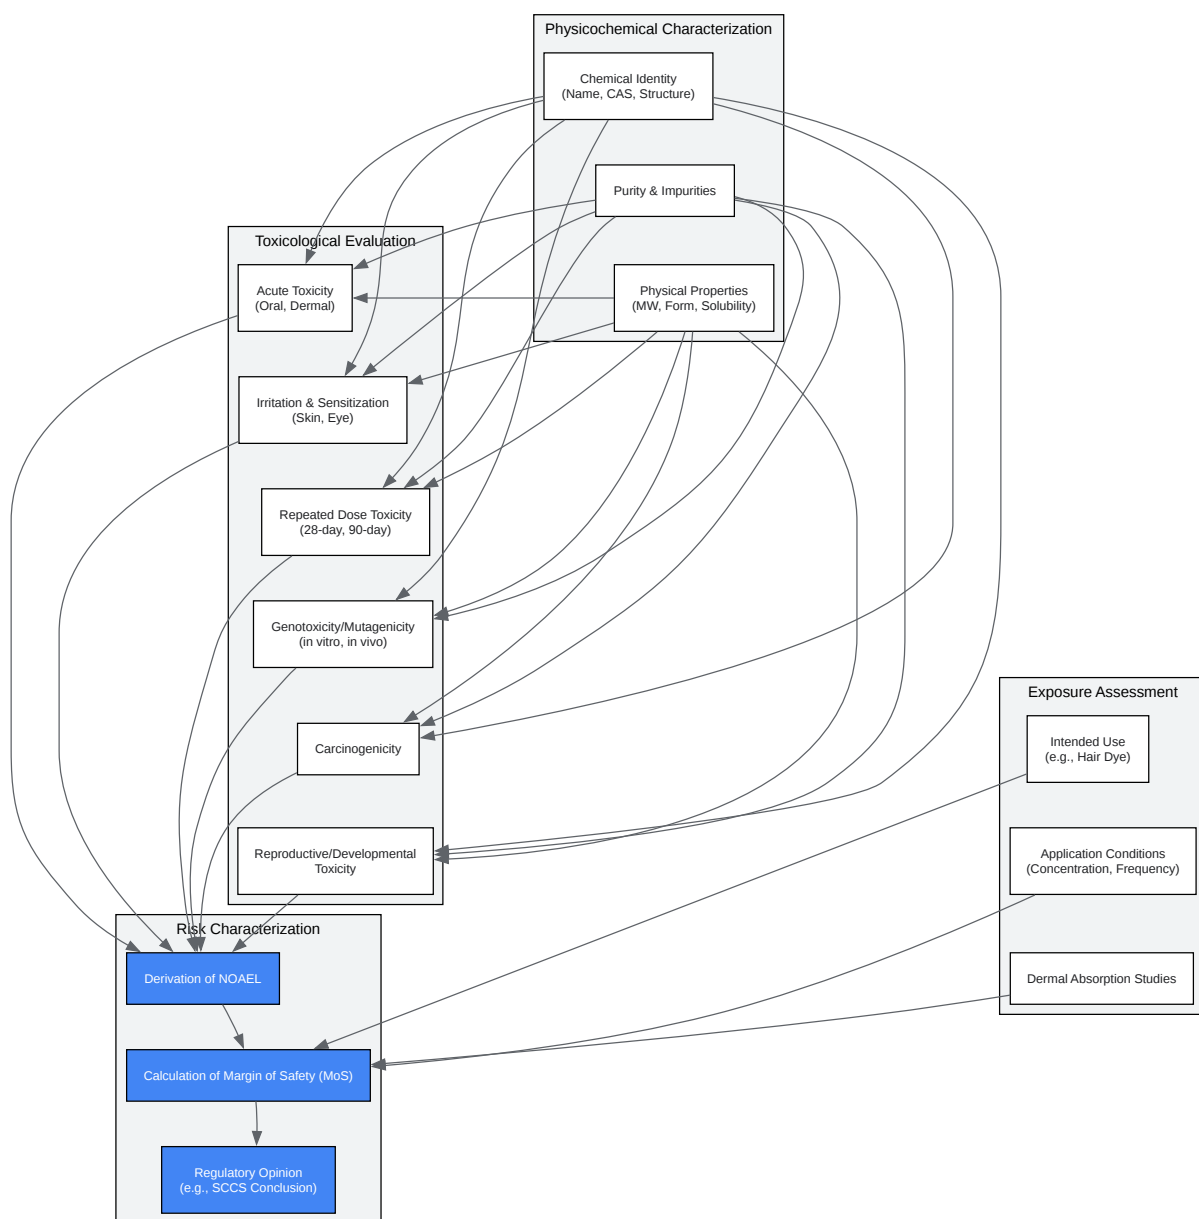 Physicochemical Characterization
Chemical Identity
(Name, CAS, Structure)
Purity & Impurities
Physical Properties
(MW, Form, Solubility)
Toxicological Evaluation
Acute Toxicity
(Oral, Dermal)
Irritation & Sensitization
(Skin, Eye)
Repeated Dose Toxicity
(28-day, 90-day)
Genotoxicity/Mutagenicity
(in vitro, in vivo)
Carcinogenicity
Reproductive/Developmental
Toxicity
Exposure Assessment
Intended Use
(e.g., Hair Dye)
Application Conditions
(Concentration, Frequency)
Dermal Absorption Studies
Risk Characterization
Derivation of NOAEL
Calculation of Margin of Safety (MoS)
Regulatory Opinion
(e.g., SCCS Conclusion)